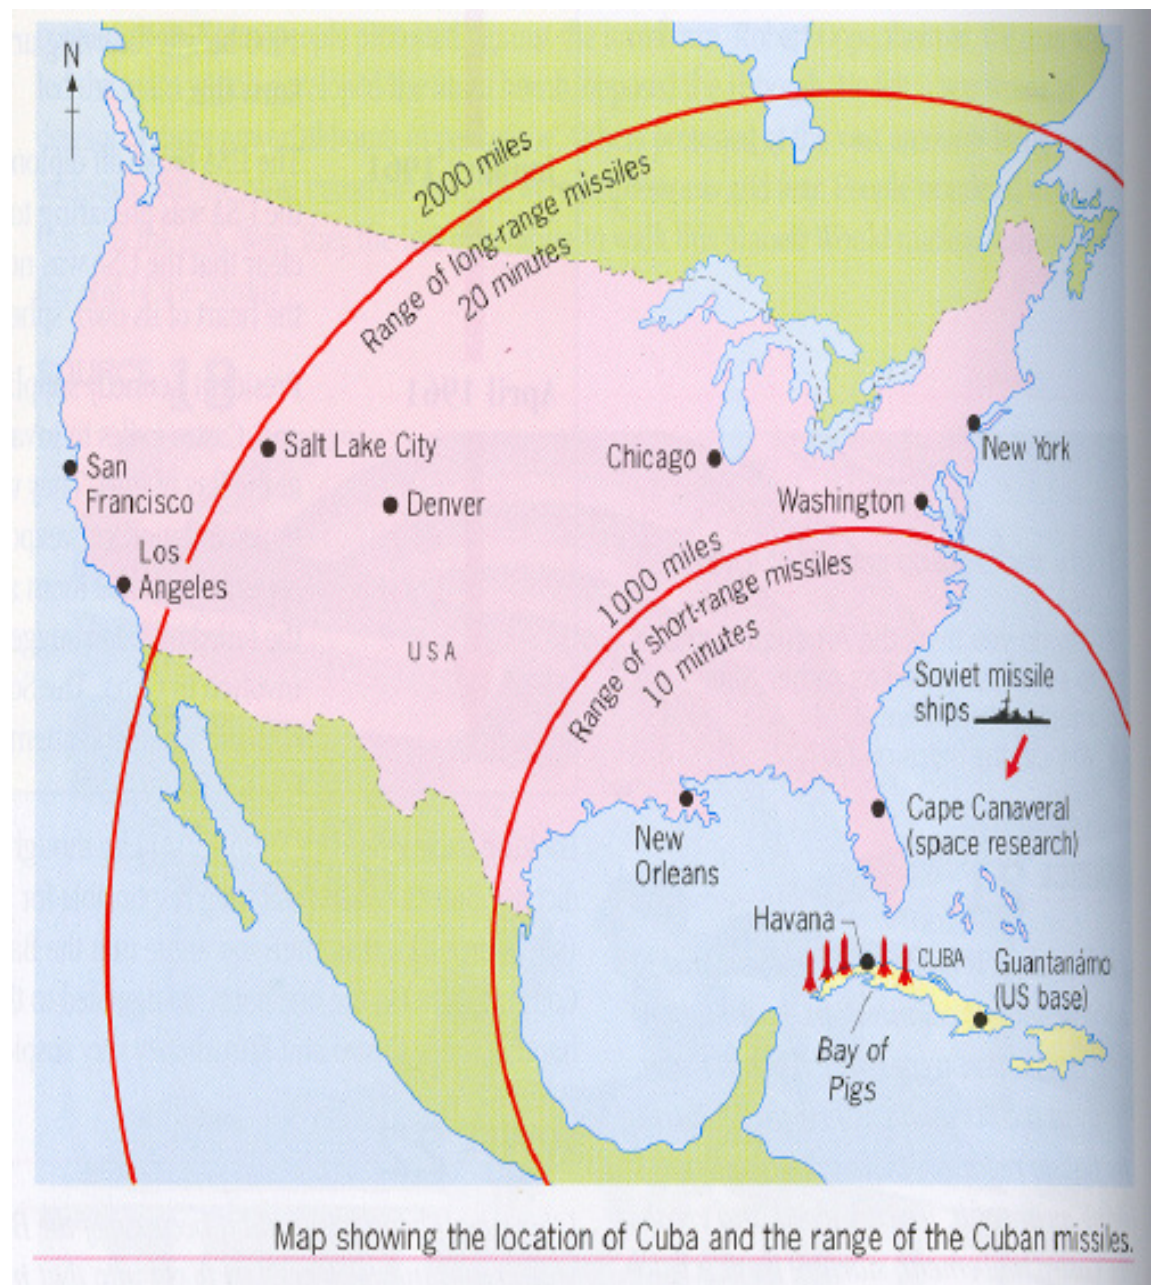 N
2000 miles
Range of long-range missiles
20 minutes
Salt Lake City
San
Francisco
Denver
Chicago
New York
Washington
Los
Angeles
1000 miles
Range of short-range missiles
10 minutes
USA
Soviet missile
ships
New
Orleans
Cape Canaveral
(space research)
Havana
CUBA
Guantanámo
(US base)
Bay of
Pigs
April 1961
Map showing the location of Cuba and the range of the Cuban missiles.